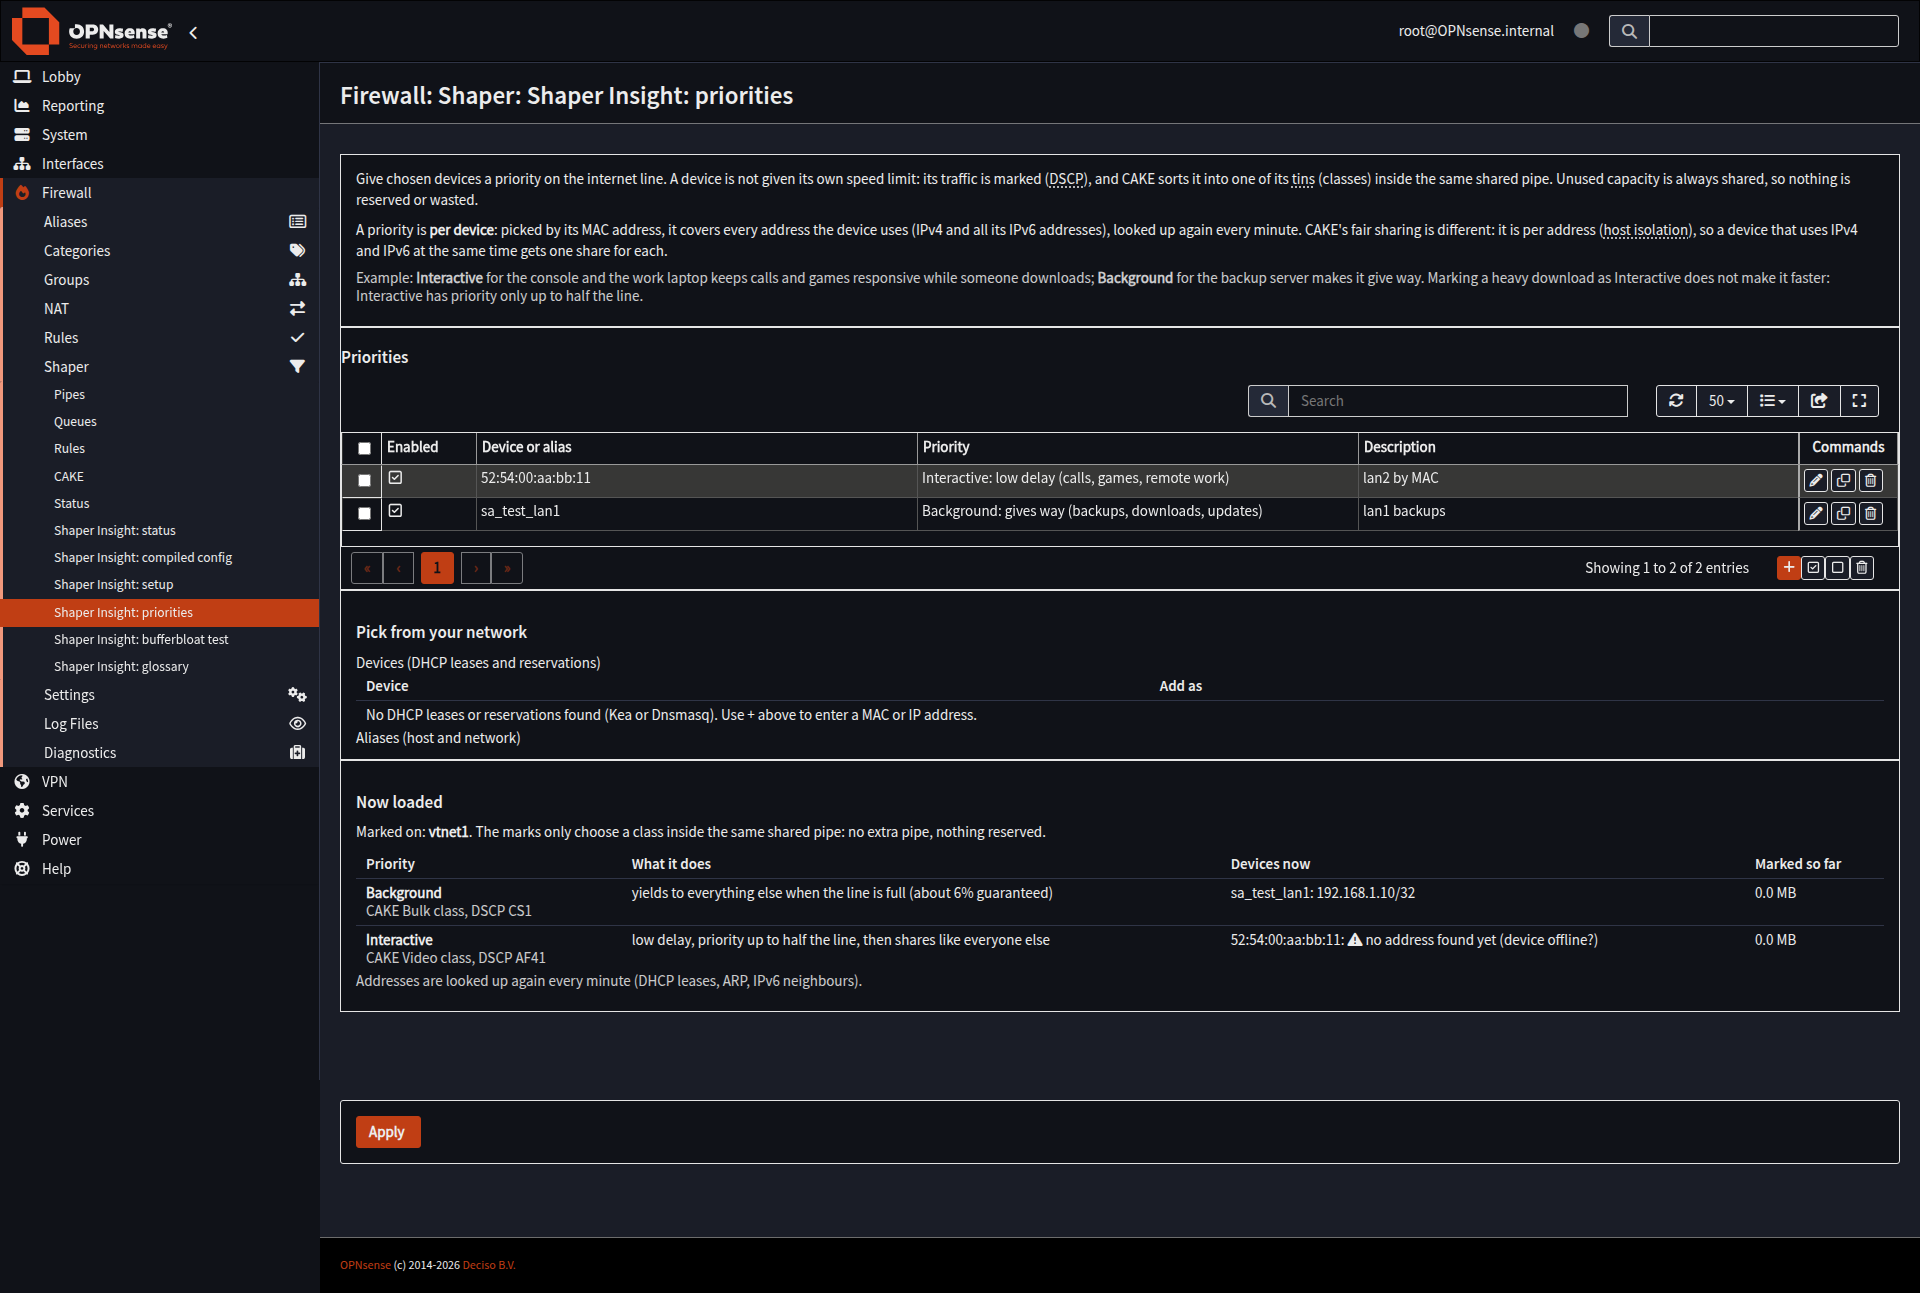 OPNsense®
Securing networks made easy
root@OPNsense.internal
Lobby
Reporting
System
Interfaces
Firewall
Aliases
Categories
Groups
NAT
Rules
Shaper
Pipes
Queues
Rules
CAKE
Status
Shaper Insight: status
Shaper Insight: compiled config
Shaper Insight: setup
Shaper Insight: priorities
Shaper Insight: bufferbloat test
Shaper Insight: glossary
Settings
Log Files
Diagnostics
VPN
Services
Power
Help
Firewall: Shaper: Shaper Insight: priorities
Give chosen devices a priority on the internet line. A device is not given its own speed limit: its traffic is marked (DSCP), and CAKE sorts it into one of its tins (classes) inside the same shared pipe. Unused capacity is always shared, so nothing is
reserved or wasted.
A priority is per device: picked by its MAC address, it covers every address the device uses (IPv4 and all its IPv6 addresses), looked up again every minute. CAKE's fair sharing is different: it is per address (host isolation), so a device that uses IPv4
and IPv6 at the same time gets one share for each.
Example: Interactive for the console and the work laptop keeps calls and games responsive while someone downloads; Background for the backup server makes it give way. Marking a heavy download as Interactive does not make it faster:
Interactive has priority only up to half the line.
Priorities
Search
50
Enabled Device or alias Priority Description Commands
52:54:00:aa:bb:11 Interactive: low delay (calls, games, remote work) lan2 by MAC
sa_test_lan1 Background: gives way (backups, downloads, updates) lan1 backups
« ‹ 1 › »
Showing 1 to 2 of 2 entries
Pick from your network
Devices (DHCP leases and reservations)
Device Add as
No DHCP leases or reservations found (Kea or Dnsmasq). Use + above to enter a MAC or IP address.
Aliases (host and network)
Now loaded
Marked on: vtnet1. The marks only choose a class inside the same shared pipe: no extra pipe, nothing reserved.
Priority What it does Devices now Marked so far
Background yields to everything else when the line is full (about 6% guaranteed) sa_test_lan1: 192.168.1.10/32 0.0 MB
CAKE Bulk class, DSCP CS1
Interactive low delay, priority up to half the line, then shares like everyone else 52:54:00:aa:bb:11: no address found yet (device offline?) 0.0 MB
CAKE Video class, DSCP AF41
Addresses are looked up again every minute (DHCP leases, ARP, IPv6 neighbours).
Apply
OPNsense (c) 2014-2026 Deciso B.V.